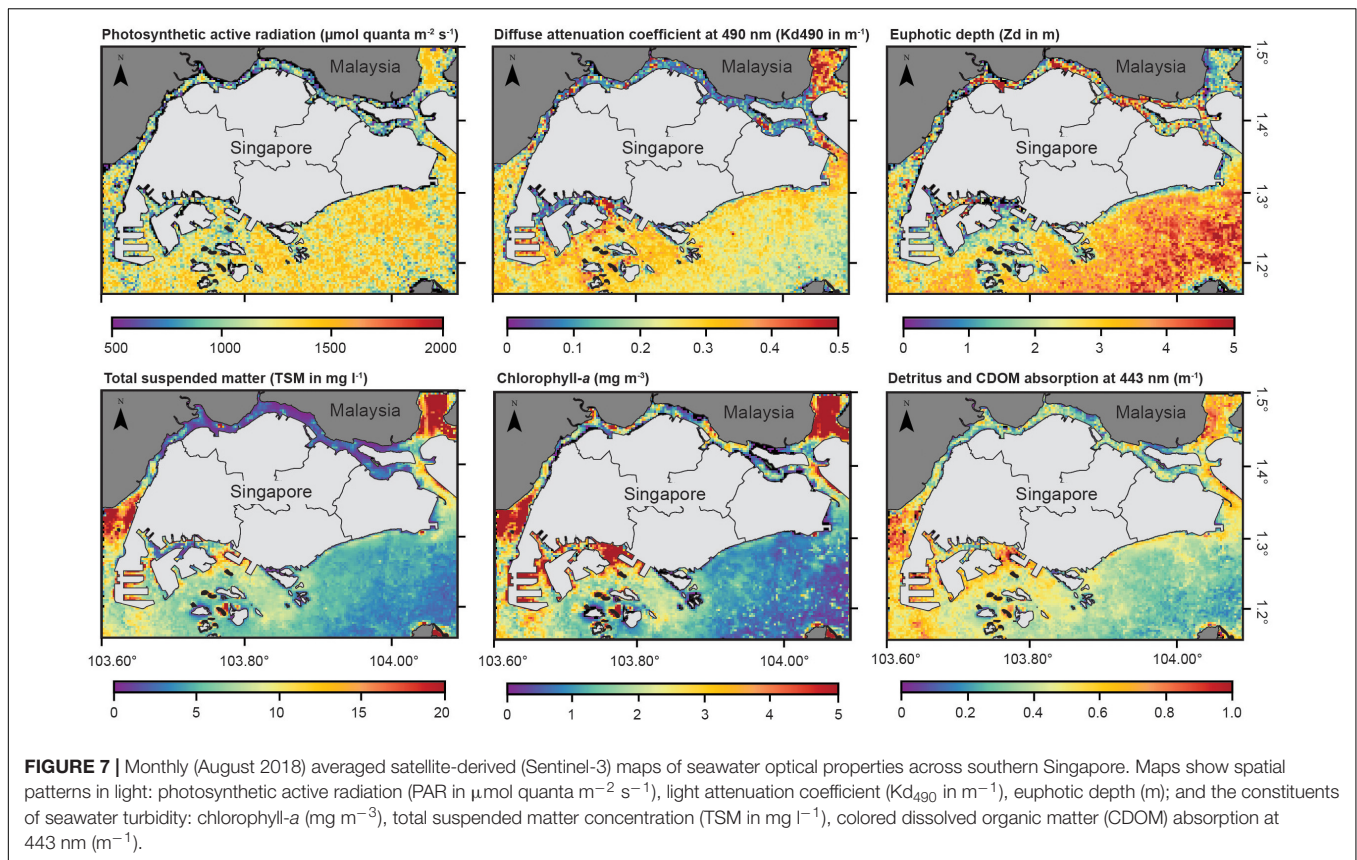 Photosynthetic active radiation (µmol quanta m⁻² s⁻¹)
Diffuse attenuation coefficient at 490 nm (Kd490 in m⁻¹)
Euphotic depth (Zd in m)
N
Malaysia
Singapore
N
Malaysia
Singapore
N
Malaysia
Singapore
1.5°
1.4°
1.3°
1.2°
500 1000 1500 2000
0 0.1 0.2 0.3 0.4 0.5
0 1 2 3 4 5
Total suspended matter (TSM in mg l⁻¹)
Chlorophyll-a (mg m⁻³)
Detritus and CDOM absorption at 443 nm (m⁻¹)
N
Malaysia
Singapore
N
Malaysia
Singapore
N
Malaysia
Singapore
1.5°
1.4°
1.3°
1.2°
103.60° 103.80° 104.00°
103.60° 103.80° 104.00°
103.60° 103.80° 104.00°
0 5 10 15 20
0 1 2 3 4 5
0 0.2 0.4 0.6 0.8 1.0
FIGURE 7 | Monthly (August 2018) averaged satellite-derived (Sentinel-3) maps of seawater optical properties across southern Singapore. Maps show spatial
patterns in light: photosynthetic active radiation (PAR in µmol quanta m⁻² s⁻¹), light attenuation coefficient (Kd₄₉₀ in m⁻¹), euphotic depth (m); and the constituents
of seawater turbidity: chlorophyll-a (mg m⁻³), total suspended matter concentration (TSM in mg l⁻¹), colored dissolved organic matter (CDOM) absorption at
443 nm (m⁻¹).